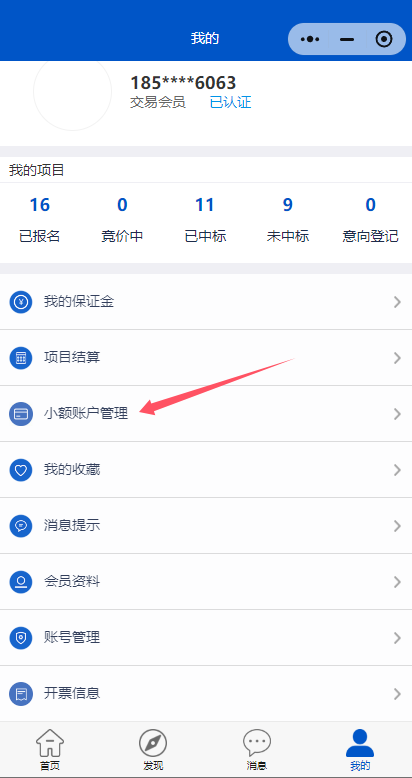 我的
185****6063
交易会员 已认证
我的项目
16 0 11 9 0
已报名 竞价中 已中标 未中标 意向登记
我的保证金
项目结算
小额账户管理
我的收藏
消息提示
会员资料
账号管理
开票信息
首页 发现 消息 我的